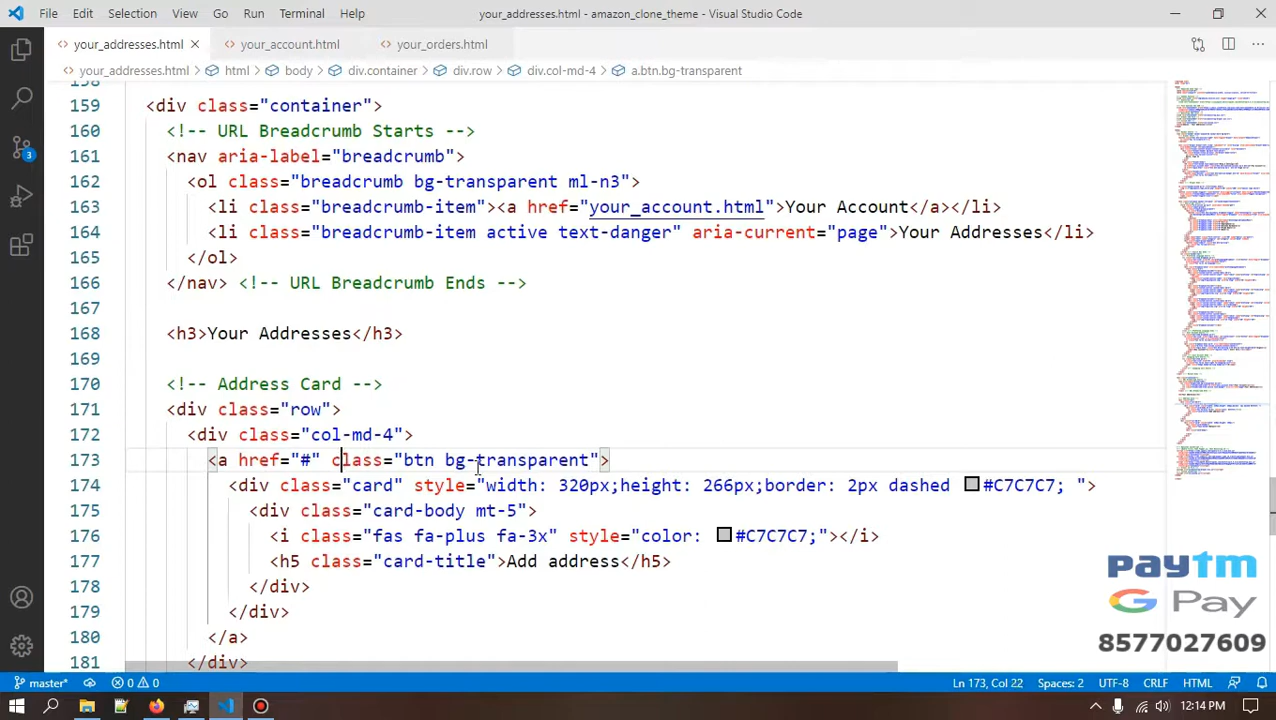 File Edit Selection View Go Run Terminal Help your_addresses.html - amazon_clone_theme - Visual Studio Code
your_addresses.html your_account.html your_orders.html
your_addresses.html > html > body > div.container > div.row > div.col-md-4 > a.btn.bg-transparent
158
159 <div class="container">
160 <!-- URL Breadcumb Starts -->
161 <nav aria-label="breadcrumb">
162 <ol class="breadcrumb bg-transparent ml-n3">
163 <li class="breadcrumb-item"><a href="your_account.html">Your Account</a></li>
164 <li class="breadcrumb-item active text-danger" aria-current="page">Your Addresses</li>
165 </ol>
166 </nav> <!-- URL Breadcumb Ends -->
167
168 <h3>Your Addresses</h3>
169
170 <!-- Address Card -->
171 <div class="row">
172 <div class="col-md-4">
173 <a href="#" class="btn bg-transparent">
174 <div class="card" style="width: 320px;height: 266px;border: 2px dashed #C7C7C7; ">
175 <div class="card-body mt-5">
176 <i class="fas fa-plus fa-3x" style="color: #C7C7C7;"></i>
177 <h5 class="card-title">Add address</h5>
178 </div>
179 </div>
180 </a>
181 </div>
paytm
G Pay
8577027609
3
master* 0 0 Ln 173, Col 22 Spaces: 2 UTF-8 CRLF HTML
12:14 PM